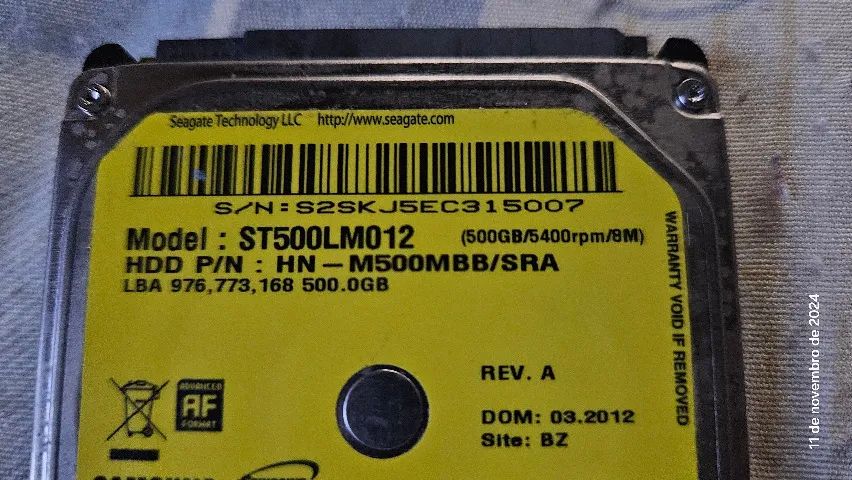 Seagate Technology LLC http://www.seagate.com
S/N:S2SKJ5EC315007
Model : ST500LM012 (500GB/5400rpm/8M)
HDD P/N : HN-M500MBB/SRA
LBA 976,773,168 500.0GB
WARRANTY VOID IF REMOVED
ADVANCED
AF
FORMAT
REV. A
DOM: 03.2012
Site: BZ
11 de novembro de 2024